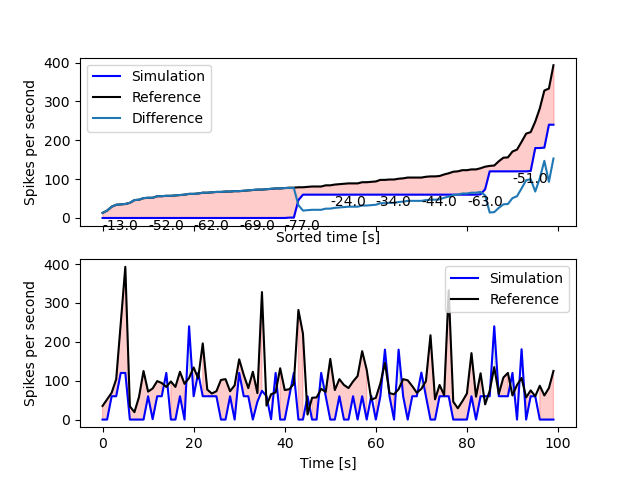 400
300
200
100
0
Spikes per second
Simulation
Reference
Difference
-13.0 -52.0 -62.0 -69.0 -77.0 -24.0 -34.0 -44.0 -63.0 -51.0
Sorted time [s]
400
300
200
100
0
Spikes per second
Simulation
Reference
0 20 40 60 80 100
Time [s]